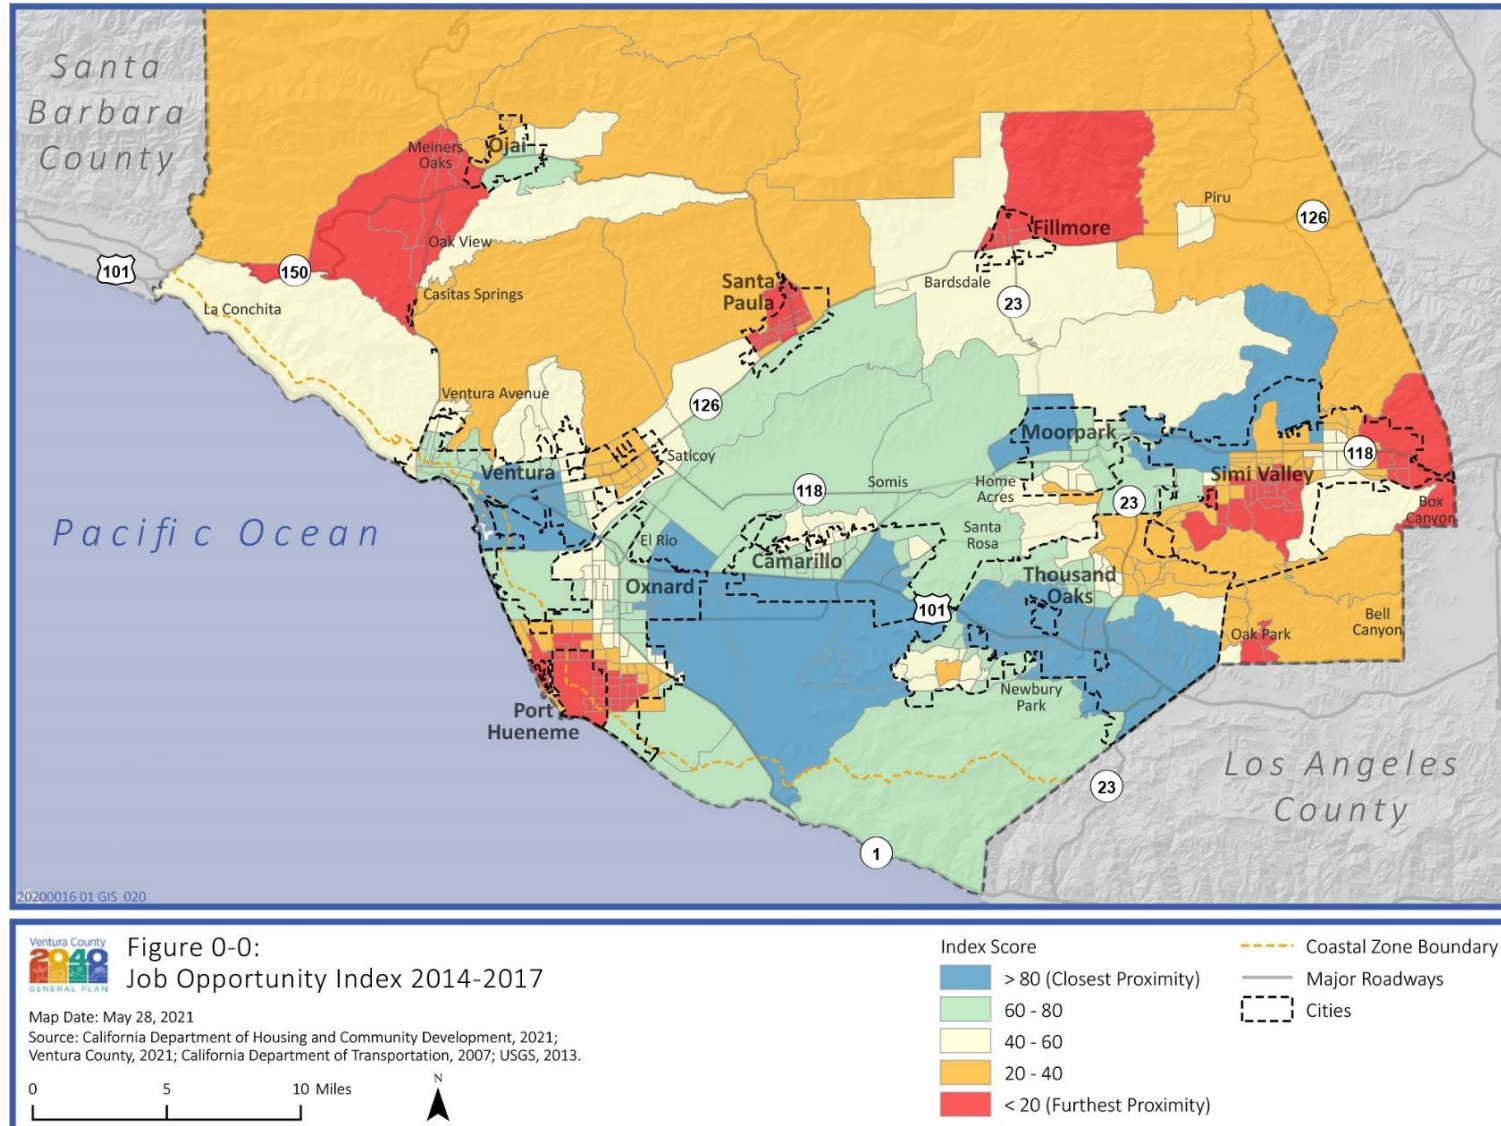 Santa
Barbara
County
Meiners
Oaks
Ojai
Piru
126
Fillmore
Oak View
101
150
Santa
Paula
Bardsdale
Casitas Springs
23
La Conchita
Ventura Avenue
126
Moorpark
Saticoy
118
Ventura
Simi Valley
118
Somis
Home
Acres
23
Box
Canyon
Pacific Ocean
El Rio
Santa
Rosa
Camarillo
Thousand
Oaks
Oxnard
101
Bell
Canyon
Oak Park
Newbury
Park
Port
Hueneme
Los Angeles
County
23
1
20200016 01 GIS 020
Ventura County
2040
GENERAL PLAN
Figure 0-0:
Job Opportunity Index 2014-2017
Map Date: May 28, 2021
Source: California Department of Housing and Community Development, 2021;
Ventura County, 2021; California Department of Transportation, 2007; USGS, 2013.
0 5 10 Miles
N
Index Score
> 80 (Closest Proximity)
60 - 80
40 - 60
20 - 40
< 20 (Furthest Proximity)
Coastal Zone Boundary
Major Roadways
Cities